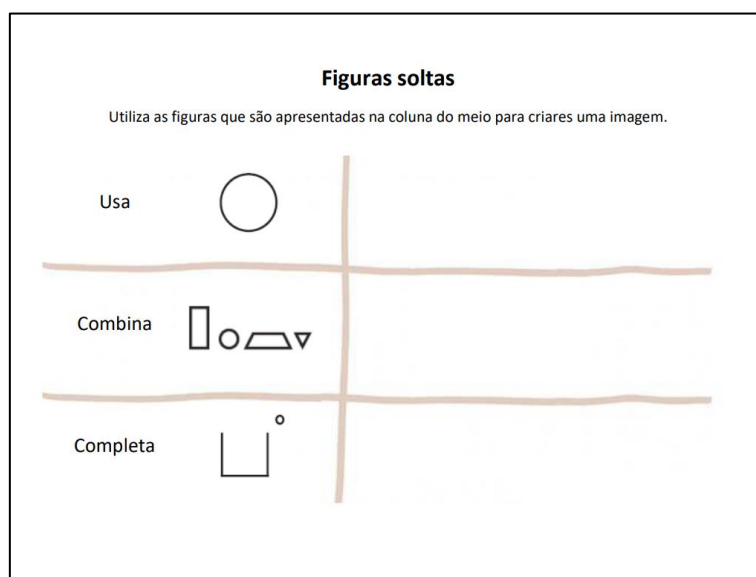 Figuras soltas
Utiliza as figuras que são apresentadas na coluna do meio para criares uma imagem.
Usa
Combina
Completa